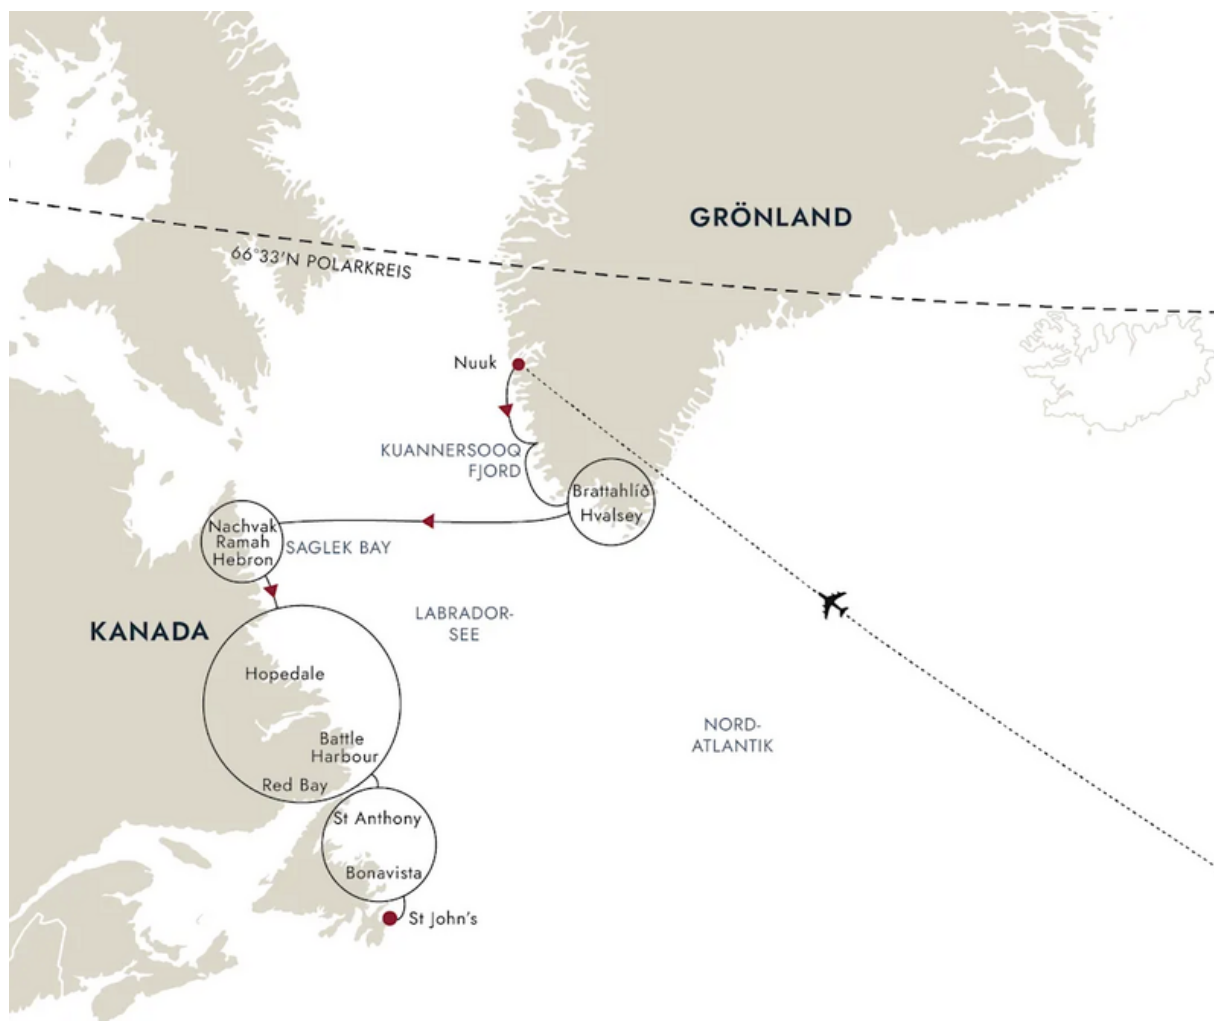 GRÖNLAND
66°33'N POLARKREIS
Nuuk
KUANNERSOOQ
FJORD
Brattahlíð
Hvalsey
Nachvak
Ramah
Hebron
SAGLEK BAY
LABRADOR-
SEE
KANADA
Hopedale
NORD-
ATLANTIK
Battle
Harbour
Red Bay
St Anthony
Bonavista
St John's